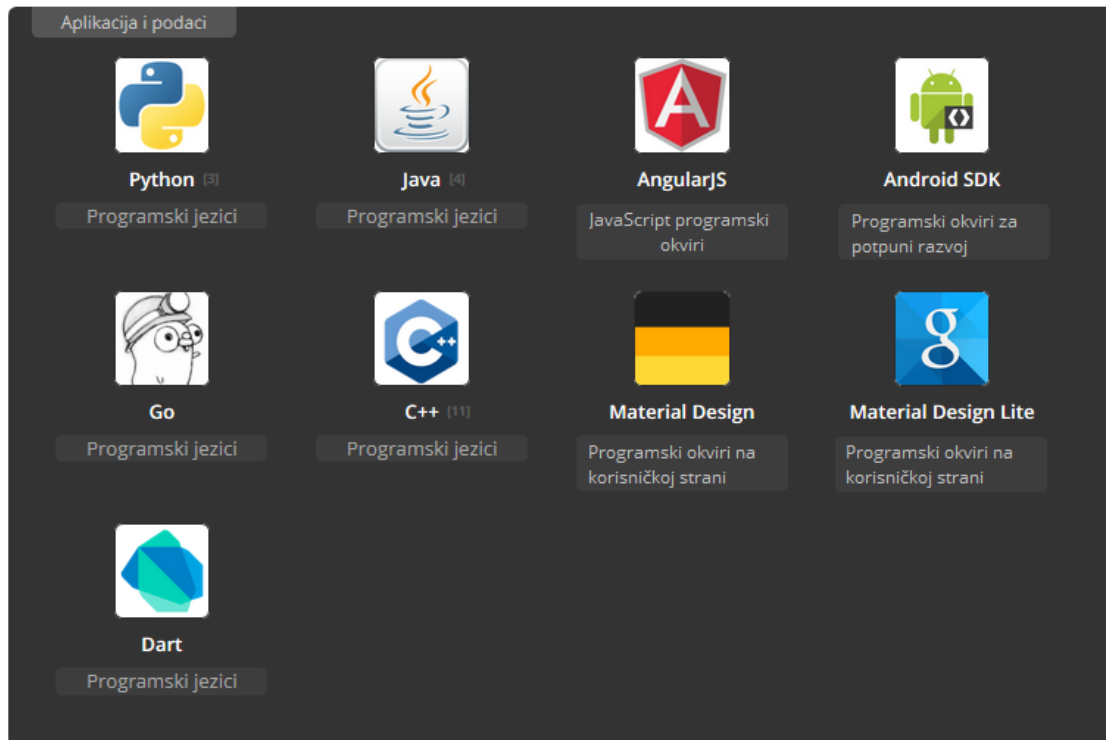 Aplikacija i podaci
Python [3]
Java [4]
AngularJS
Android SDK
Programski jezici
Programski jezici
JavaScript programski
okviri
Programski okviri za
potpuni razvoj
Go
C++ [11]
Material Design
Material Design Lite
Programski jezici
Programski jezici
Programski okviri na
korisničkoj strani
Programski okviri na
korisničkoj strani
Dart
Programski jezici